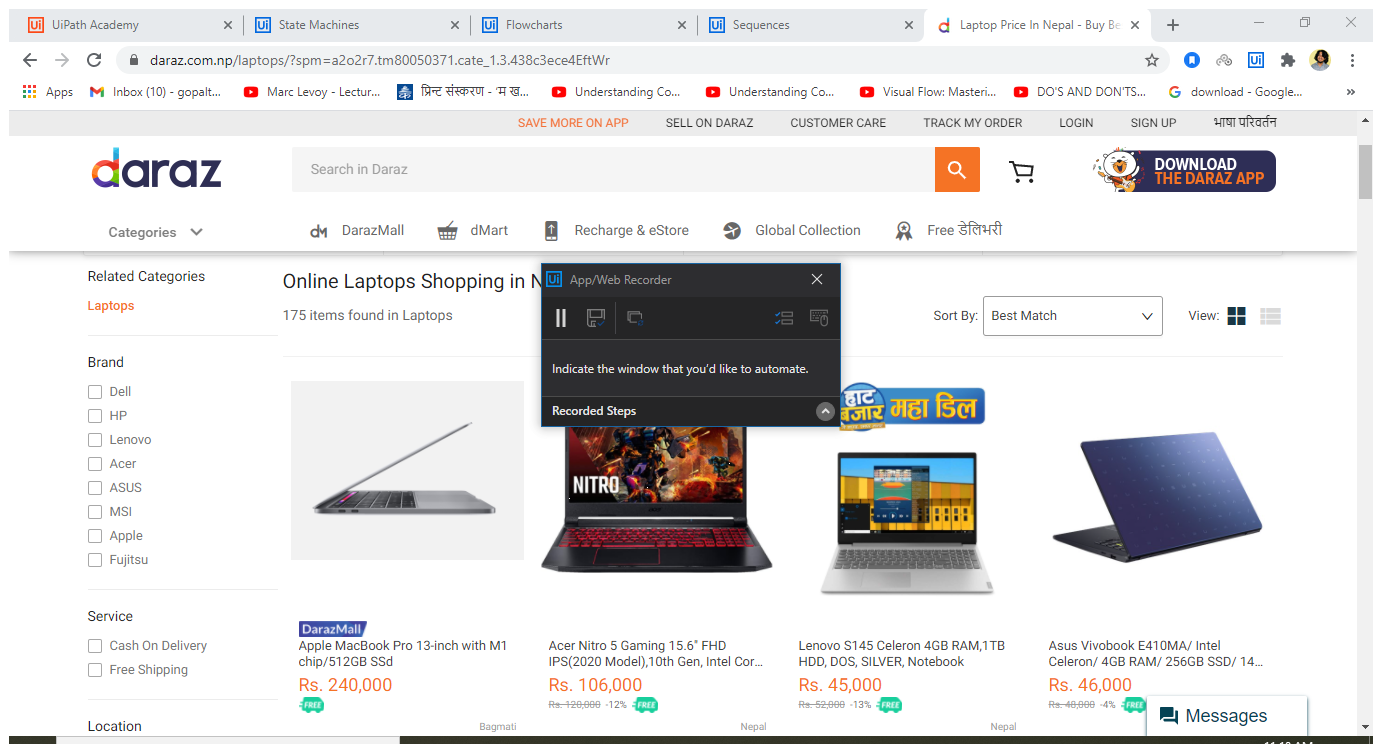 UiPath Academy
State Machines
Flowcharts
Sequences
Laptop Price In Nepal - Buy Be
daraz.com.np/laptops/?spm=a2o2r7.tm80050371.cate_1.3.438c3ece4EftWr
Apps
Inbox (10) - gopalt...
Marc Levoy - Lectur...
प्रिन्ट संस्करण - 'म ख...
Understanding Co...
Understanding Co...
Visual Flow: Masteri...
DO'S AND DON'TS...
download - Google...
SAVE MORE ON APP
SELL ON DARAZ
CUSTOMER CARE
TRACK MY ORDER
LOGIN
SIGN UP
भाषा परिवर्तन
daraz
Search in Daraz
DOWNLOAD
THE DARAZ APP
Categories
DarazMall
dMart
Recharge & eStore
Global Collection
Free डेलिभरी
Related Categories
Laptops
Online Laptops Shopping in N
175 items found in Laptops
Sort By:
Best Match
View:
App/Web Recorder
Indicate the window that you'd like to automate.
Recorded Steps
Brand
Dell
HP
Lenovo
Acer
ASUS
MSI
Apple
Fujitsu
Service
Cash On Delivery
Free Shipping
Location
हाट
बजार
महा डिल
NITRO
DarazMall
Apple MacBook Pro 13-inch with M1
chip/512GB SSd
Rs. 240,000
FREE
Bagmati
Acer Nitro 5 Gaming 15.6" FHD
IPS(2020 Model),10th Gen, Intel Cor...
Rs. 106,000
Rs. 120,000 -12% FREE
Nepal
Lenovo S145 Celeron 4GB RAM,1TB
HDD, DOS, SILVER, Notebook
Rs. 45,000
Rs. 52,000 -13% FREE
Nepal
Asus Vivobook E410MA/ Intel
Celeron/ 4GB RAM/ 256GB SSD/ 14...
Rs. 46,000
Rs. 48,000 -4% FREE
Messages